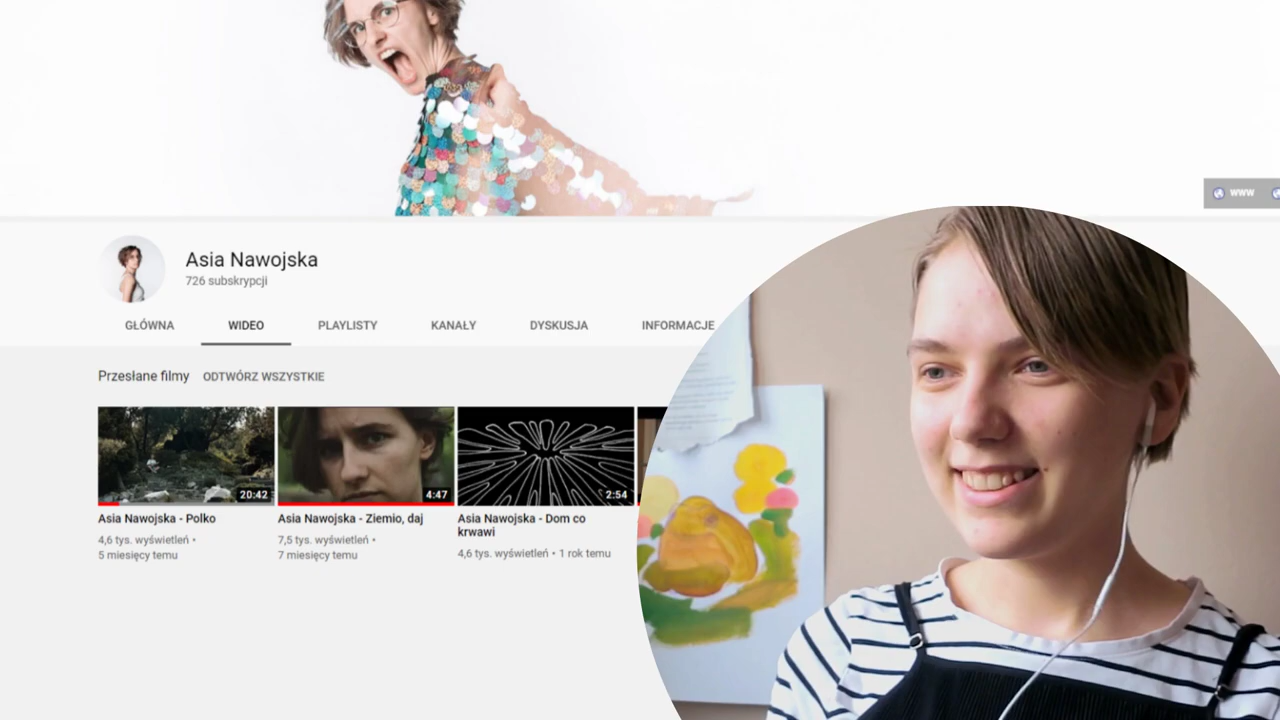 WWW
Asia Nawojska
726 subskrypcji
GŁÓWNA WIDEO PLAYLISTY KANAŁY DYSKUSJA INFORMACJE
Przesłane filmy ODTWÓRZ WSZYSTKIE
20:42 4:47 2:54
Asia Nawojska - Polko
4,6 tys. wyświetleń •
5 miesięcy temu
Asia Nawojska - Ziemio, daj
7,5 tys. wyświetleń •
7 miesięcy temu
Asia Nawojska - Dom co
krwawi
4,6 tys. wyświetleń • 1 rok temu